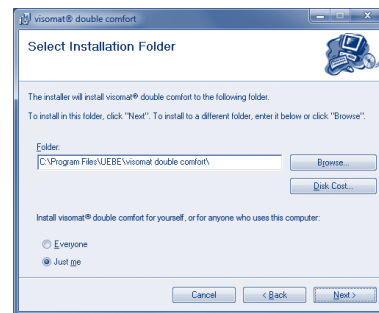 visomat® double comfort
Select Installation Folder
The installer will install visomat® double comfort to the following folder.
To install in this folder, click "Next". To install to a different folder, enter it below or click "Browse".
Folder:
C:\Program Files\UEBE\visomat double comfort\
Browse...
Disk Cost...
Install visomat® double comfort for yourself, or for anyone who uses this computer:
Everyone
Just me
Cancel
< Back
Next >